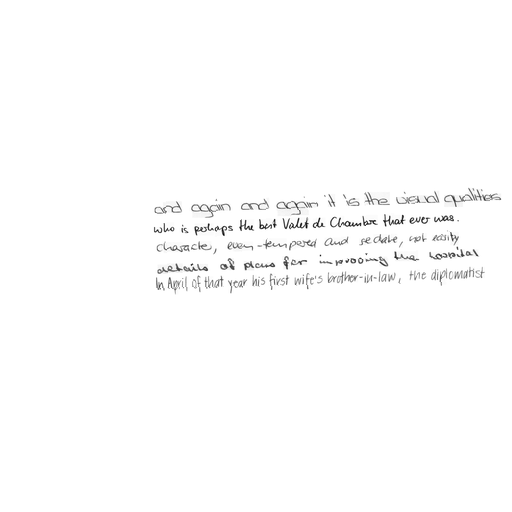 and again and again it is the visual qualities
who is perhaps the best Valet de Chambre that ever was.
character, even-tempered and sedate, not easily
details of plans for improving the hospital
In April of that year his first wife's brother-in-law, the diplomatist